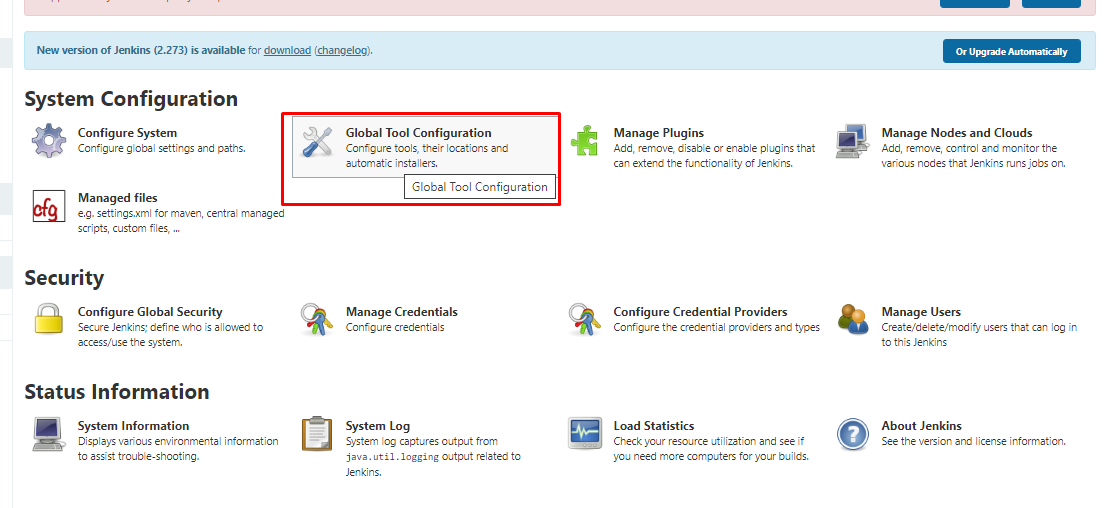 New version of Jenkins (2.273) is available for download (changelog).
Or Upgrade Automatically
System Configuration
Configure System
Configure global settings and paths.
Global Tool Configuration
Configure tools, their locations and
automatic installers.
Global Tool Configuration
Manage Plugins
Add, remove, disable or enable plugins that
can extend the functionality of Jenkins.
Manage Nodes and Clouds
Add, remove, control and monitor the
various nodes that Jenkins runs jobs on.
cfg
Managed files
e.g. settings.xml for maven, central managed
scripts, custom files, ...
Security
Configure Global Security
Secure Jenkins; define who is allowed to
access/use the system.
Manage Credentials
Configure credentials
Configure Credential Providers
Configure the credential providers and types
Manage Users
Create/delete/modify users that can log in
to this Jenkins
Status Information
System Information
Displays various environmental information
to assist trouble-shooting.
System Log
System log captures output from
java.util.logging output related to
Jenkins.
Load Statistics
Check your resource utilization and see if
you need more computers for your builds.
?
About Jenkins
See the version and license information.